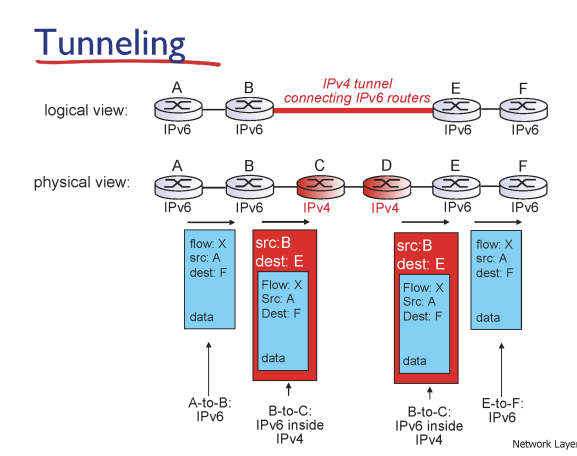 Tunneling
IPv4 tunnel
connecting IPv6 routers
A B E F
logical view:
IPv6 IPv6 IPv6 IPv6
A B C D E F
physical view:
IPv6 IPv6 IPv4 IPv4 IPv6 IPv6
flow: X
src: A
dest: F
data
src:B
dest: E
Flow: X
Src: A
Dest: F
data
src:B
dest: E
Flow: X
Src: A
Dest: F
data
flow: X
src: A
dest: F
data
A-to-B:
IPv6
B-to-C:
IPv6 inside
IPv4
B-to-C:
IPv6 inside
IPv4
E-to-F:
IPv6
Network Layer